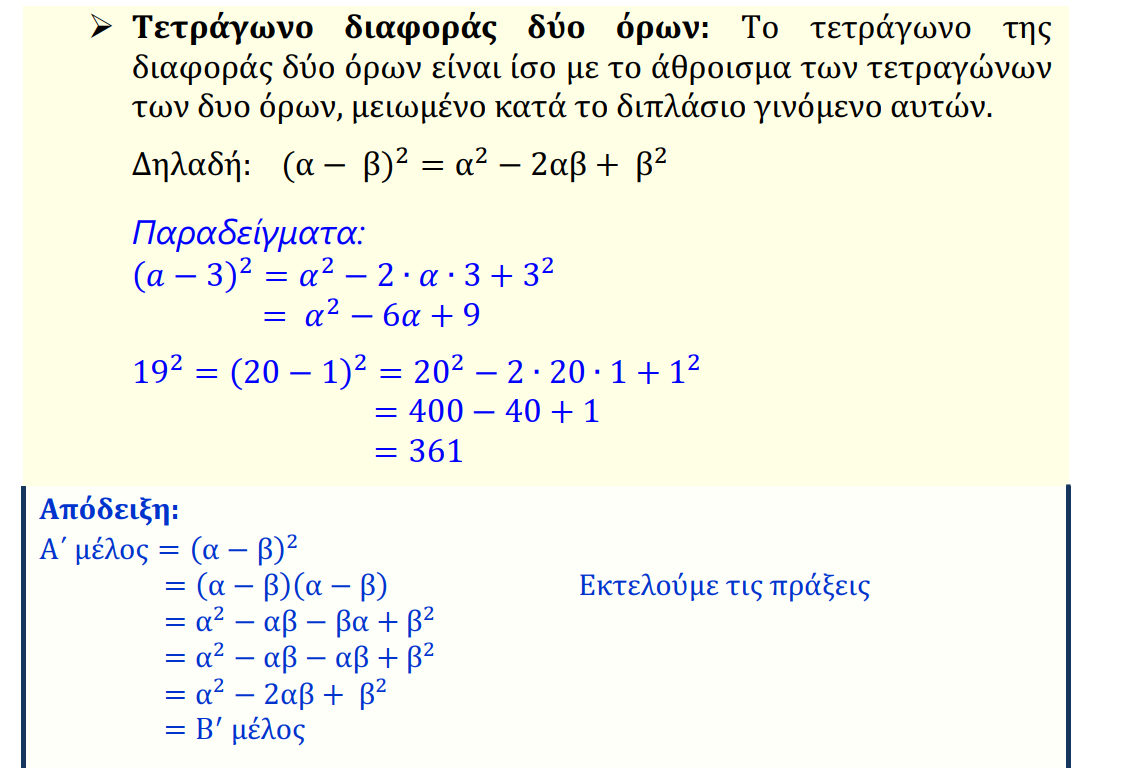 ➢ Τετράγωνο διαφοράς δύο όρων: Το τετράγωνο της
διαφοράς δύο όρων είναι ίσο με το άθροισμα των τετραγώνων
των δυο όρων, μειωμένο κατά το διπλάσιο γινόμενο αυτών.
Δηλαδή: (α − β)² = α² − 2αβ + β²
Παραδείγματα:
(α − 3)² = α² − 2 · α · 3 + 3²
= α² − 6α + 9
19² = (20 − 1)² = 20² − 2 · 20 · 1 + 1²
= 400 − 40 + 1
= 361
Απόδειξη:
Α′ μέλος = (α − β)²
= (α − β)(α − β) Εκτελούμε τις πράξεις
= α² − αβ − βα + β²
= α² − αβ − αβ + β²
= α² − 2αβ + β²
= Β′ μέλος